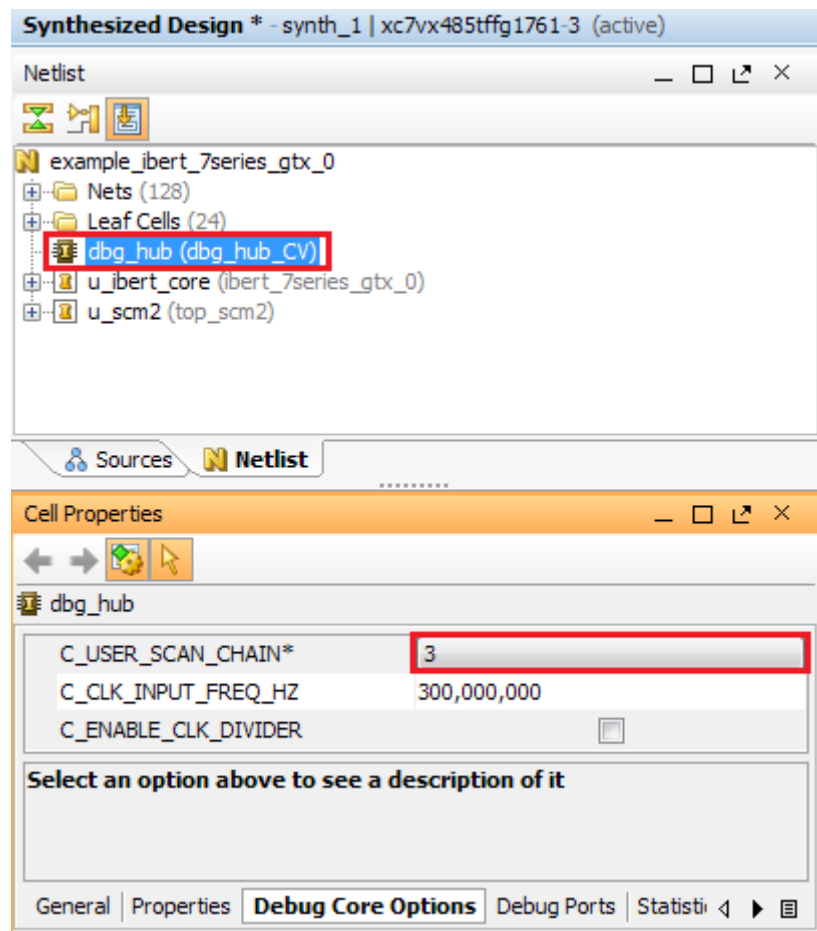 Synthesized Design * - synth_1 | xc7vx485tffg1761-3 (active)
Netlist
example_ibert_7series_gtx_0
Nets (128)
Leaf Cells (24)
dbg_hub (dbg_hub_CV)
u_ibert_core (ibert_7series_gtx_0)
u_scm2 (top_scm2)
Sources Netlist
Cell Properties
dbg_hub
C_USER_SCAN_CHAIN* 3
C_CLK_INPUT_FREQ_HZ 300,000,000
C_ENABLE_CLK_DIVIDER
Select an option above to see a description of it
General Properties Debug Core Options Debug Ports Statisti